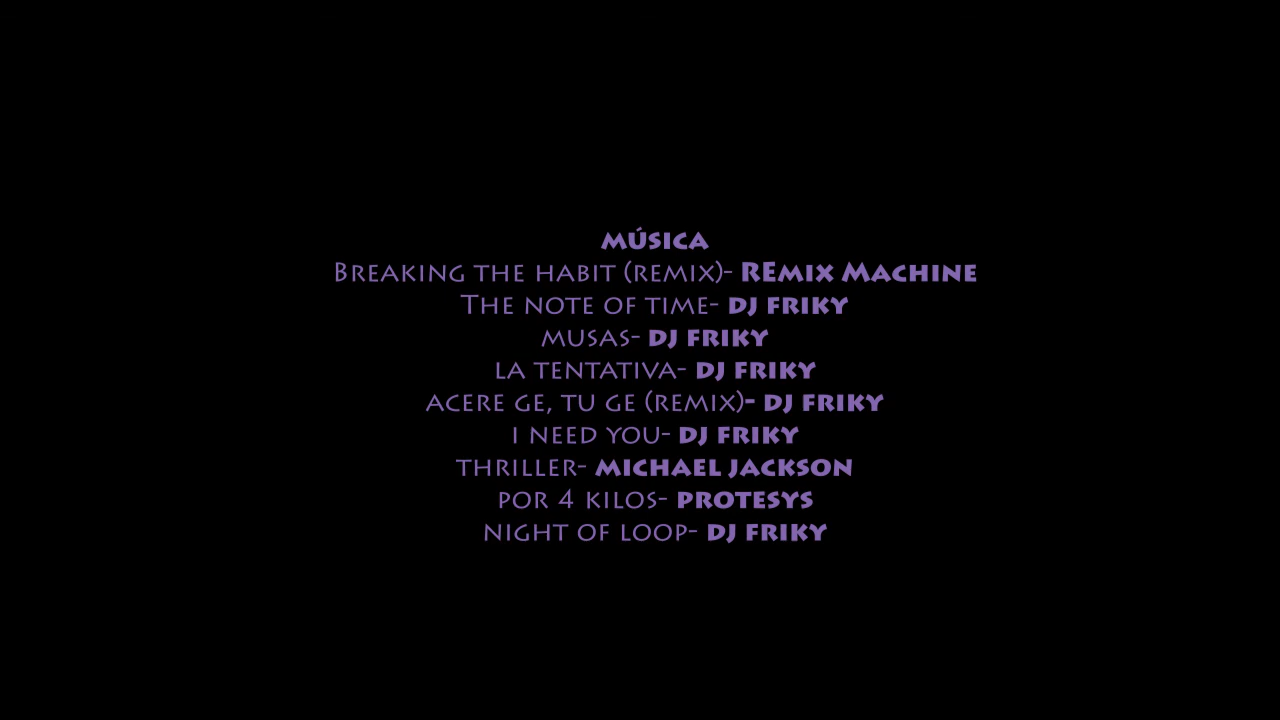 MÚSICA
BREAKING THE HABIT (REMIX)- REMIX MACHINE
THE NOTE OF TIME- DJ FRIKY
MUSAS- DJ FRIKY
LA TENTATIVA- DJ FRIKY
ACERE GE, TU GE (REMIX)- DJ FRIKY
I NEED YOU- DJ FRIKY
THRILLER- MICHAEL JACKSON
POR 4 KILOS- PROTESYS
NIGHT OF LOOP- DJ FRIKY